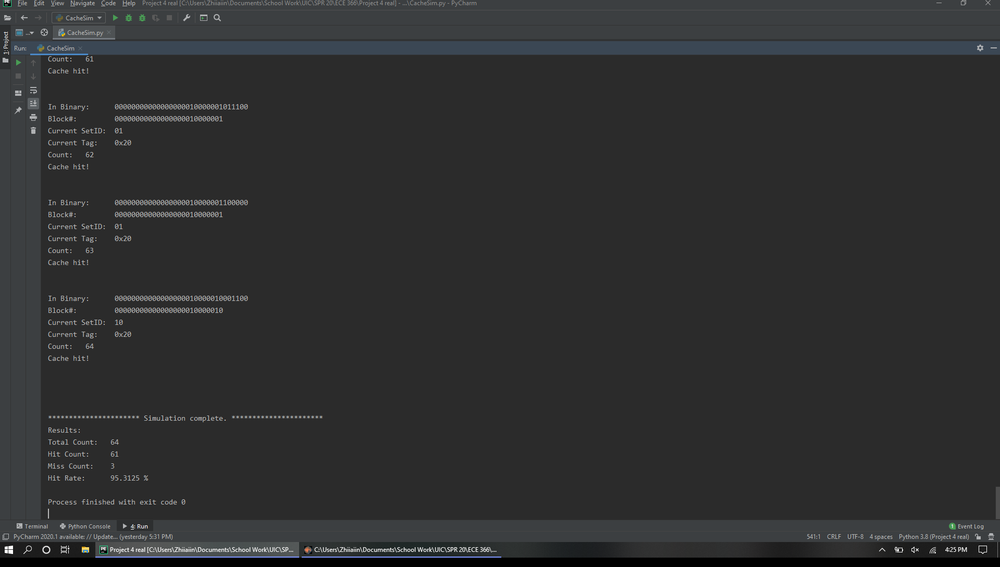 PE File Edit View Navigate Code Help Project 4 real [C:\Users\Zhiiaiin\Documents\School Work\UIC\SPR 20\ECE 366\Project 4 real] - ...\CacheSim.py - PyCharm
CacheSim
... CacheSim.py
1: Project
Run: CacheSim
Count:   61
Cache hit!
In Binary:      00000000000000000010000001011100
Block#:         00000000000000000010000001
Current SetID:  01
Current Tag:    0x20
Count:   62
Cache hit!
In Binary:      00000000000000000010000001100000
Block#:         00000000000000000010000001
Current SetID:  01
Current Tag:    0x20
Count:   63
Cache hit!
In Binary:      00000000000000000010000010001100
Block#:         00000000000000000010000010
Current SetID:  10
Current Tag:    0x20
Count:   64
Cache hit!
********************** Simulation complete. **********************
Results:
Total Count:   64
Hit Count:     61
Miss Count:    3
Hit Rate:      95.3125 %
Process finished with exit code 0
Terminal Python Console 4: Run 1 Event Log
PyCharm 2020.1 available: // Update... (yesterday 5:31 PM) 541:1 CRLF UTF-8 4 spaces Python 3.8 (Project 4 real)
PE Project 4 real [C:\Users\Zhiiaiin\Documents\School Work\UIC\SP... C:\Users\Zhiiaiin\Documents\School Work\UIC\SPR 20\ECE 366\... 4:25 PM